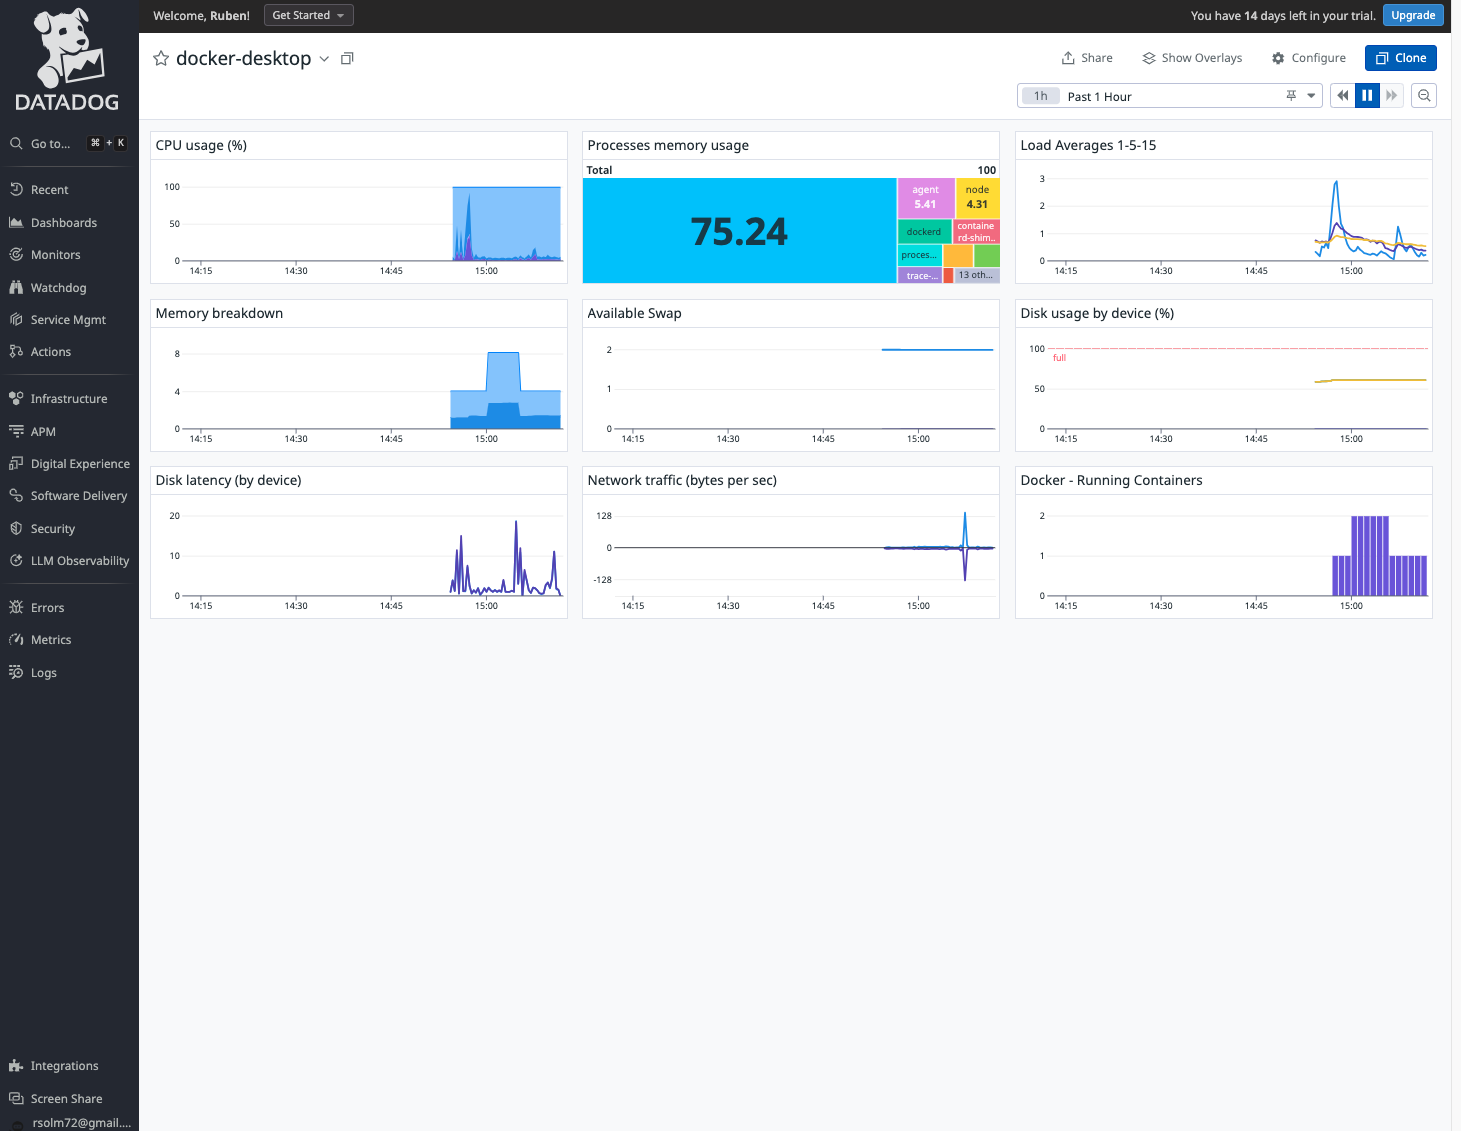 Welcome, Ruben!
Get Started
You have 14 days left in your trial.
Upgrade
DATADOG
Go to...
⌘ + K
Recent
Dashboards
Monitors
Watchdog
Service Mgmt
Actions
Infrastructure
APM
Digital Experience
Software Delivery
Security
LLM Observability
Errors
Metrics
Logs
Integrations
Screen Share
rsolm72@gmail....
docker-desktop
Share
Show Overlays
Configure
Clone
1h Past 1 Hour
CPU usage (%)
100
50
0
14:15 14:30 14:45 15:00
Processes memory usage
Total 100
75.24
agent
5.41
node
4.31
dockerd
containe
rd-shim..
proces...
trace-...
13 oth...
Load Averages 1-5-15
3
2
1
0
14:15 14:30 14:45 15:00
Memory breakdown
8
4
0
14:15 14:30 14:45 15:00
Available Swap
2
1
0
14:15 14:30 14:45 15:00
Disk usage by device (%)
100
full
50
0
14:15 14:30 14:45 15:00
Disk latency (by device)
20
10
0
14:15 14:30 14:45 15:00
Network traffic (bytes per sec)
128
0
-128
14:15 14:30 14:45 15:00
Docker - Running Containers
2
1
0
14:15 14:30 14:45 15:00